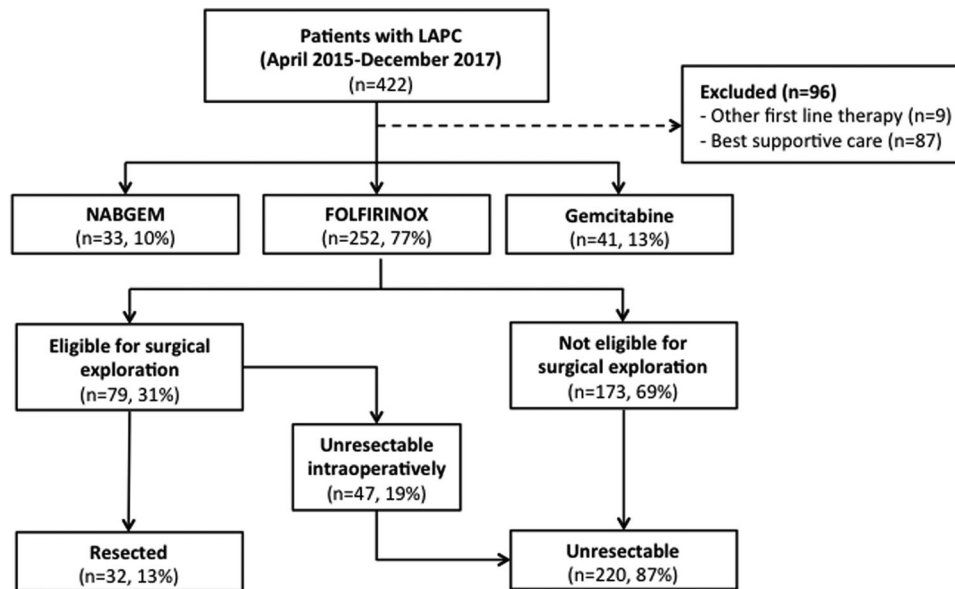 Patients with LAPC
(April 2015-December 2017)
(n=422)
Excluded (n=96)
- Other first line therapy (n=9)
- Best supportive care (n=87)
NABGEM
(n=33, 10%)
FOLFIRINOX
(n=252, 77%)
Gemcitabine
(n=41, 13%)
Eligible for surgical
exploration
(n=79, 31%)
Not eligible for
surgical exploration
(n=173, 69%)
Unresectable
intraoperatively
(n=47, 19%)
Resected
(n=32, 13%)
Unresectable
(n=220, 87%)